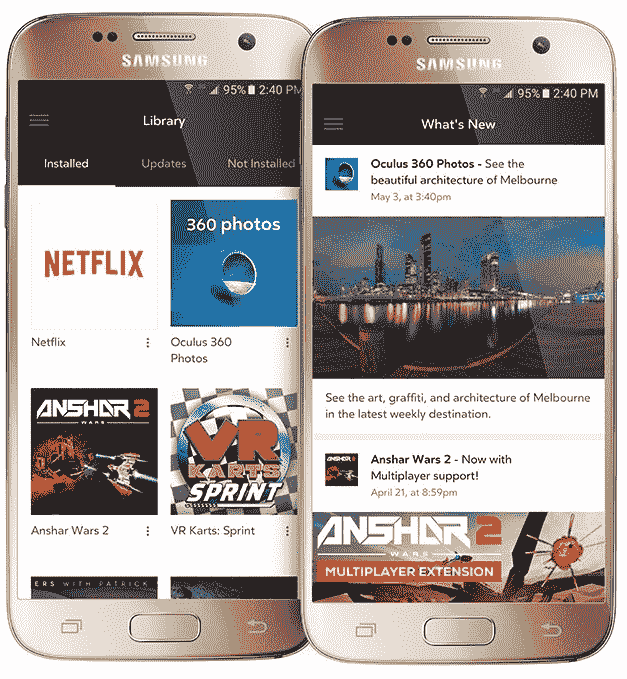 SAMSUNG
95% 2:40 PM
Library
Installed Updates Not Installed
NETFLIX
360 photos
Netflix
Oculus 360
Photos
ANSHAR 2
WARS
VR
KARTS
SPRINT
Anshar Wars 2
VR Karts: Sprint
ERS WITH PATRICK
SAMSUNG
95% 2:40 PM
What's New
Oculus 360 Photos - See the
beautiful architecture of Melbourne
May 3, at 3:40pm
See the art, graffiti, and architecture of Melbourne
in the latest weekly destination.
Anshar Wars 2 - Now with
Multiplayer support!
April 21, at 8:59pm
ANSHAR 2
WARS
MULTIPLAYER EXTENSION